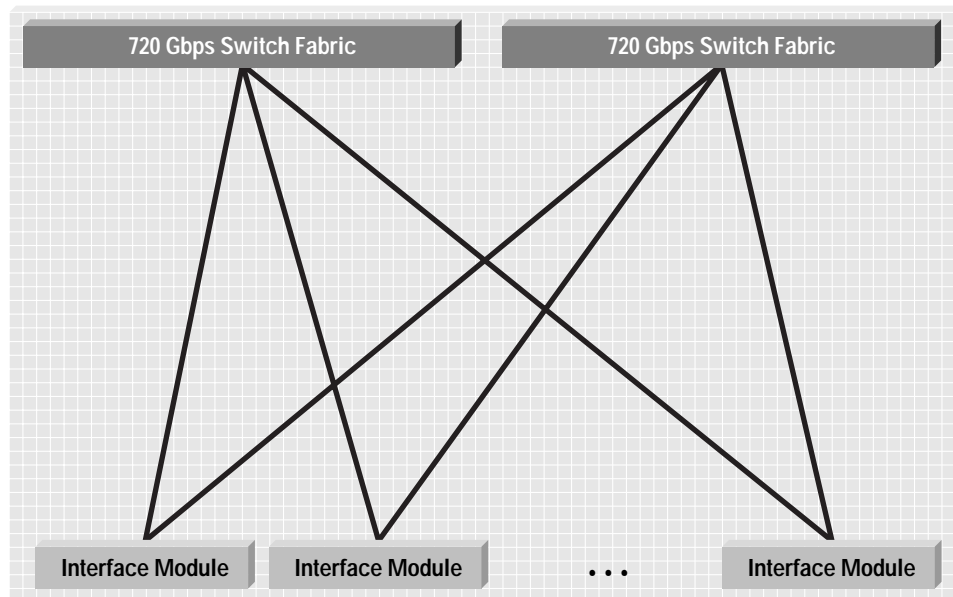 720 Gbps Switch Fabric
720 Gbps Switch Fabric
Interface Module
Interface Module
...
Interface Module